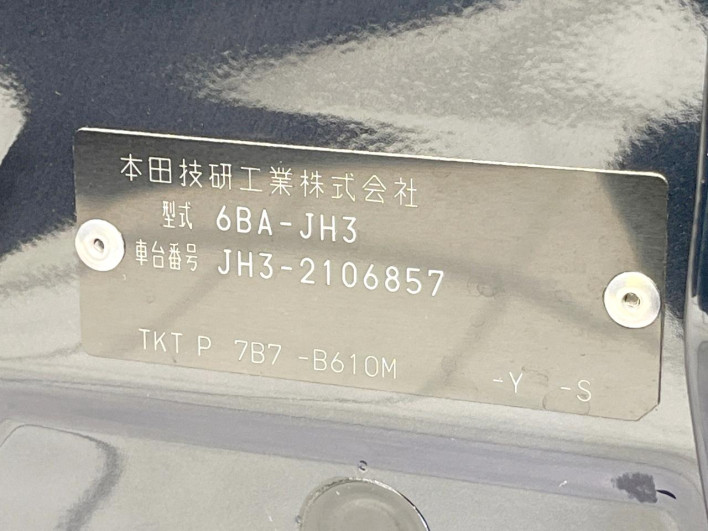 本田技研工業株式会社
型式 6BA-JH3
車台番号 JH3-2106857
TKT P 7B7 -B610M -Y -S